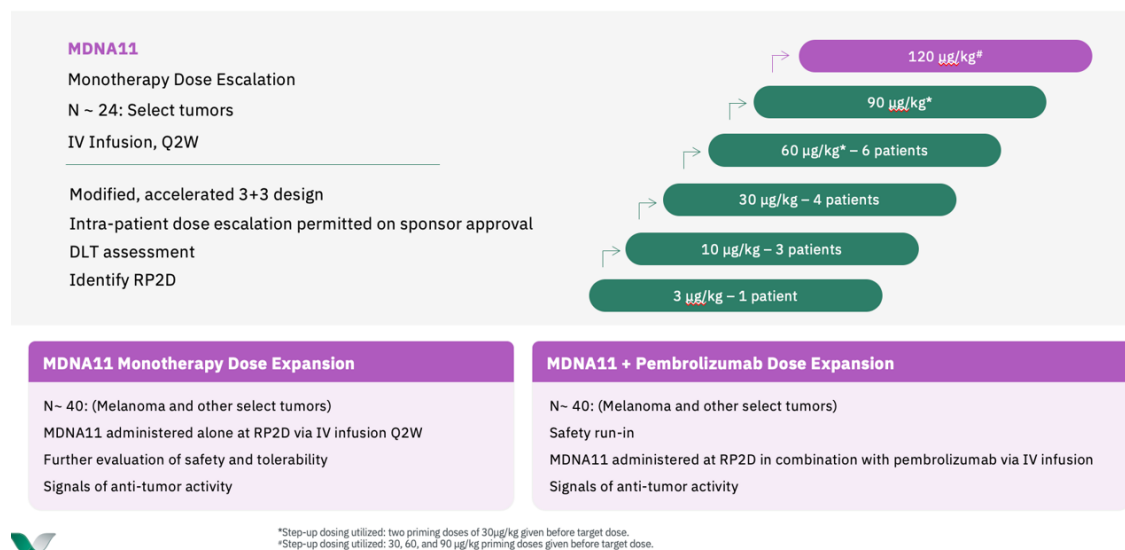 MDNA11
Monotherapy Dose Escalation
N ~ 24: Select tumors
IV Infusion, Q2W
Modified, accelerated 3+3 design
Intra-patient dose escalation permitted on sponsor approval
DLT assessment
Identify RP2D
120 µg/kg#
90 µg/kg*
60 µg/kg* – 6 patients
30 µg/kg – 4 patients
10 µg/kg – 3 patients
3 µg/kg – 1 patient
MDNA11 Monotherapy Dose Expansion
N~ 40: (Melanoma and other select tumors)
MDNA11 administered alone at RP2D via IV infusion Q2W
Further evaluation of safety and tolerability
Signals of anti-tumor activity
MDNA11 + Pembrolizumab Dose Expansion
N~ 40: (Melanoma and other select tumors)
Safety run-in
MDNA11 administered at RP2D in combination with pembrolizumab via IV infusion
Signals of anti-tumor activity
*Step-up dosing utilized: two priming doses of 30µg/kg given before target dose.
#Step-up dosing utilized: 30, 60, and 90 µg/kg priming doses given before target dose.